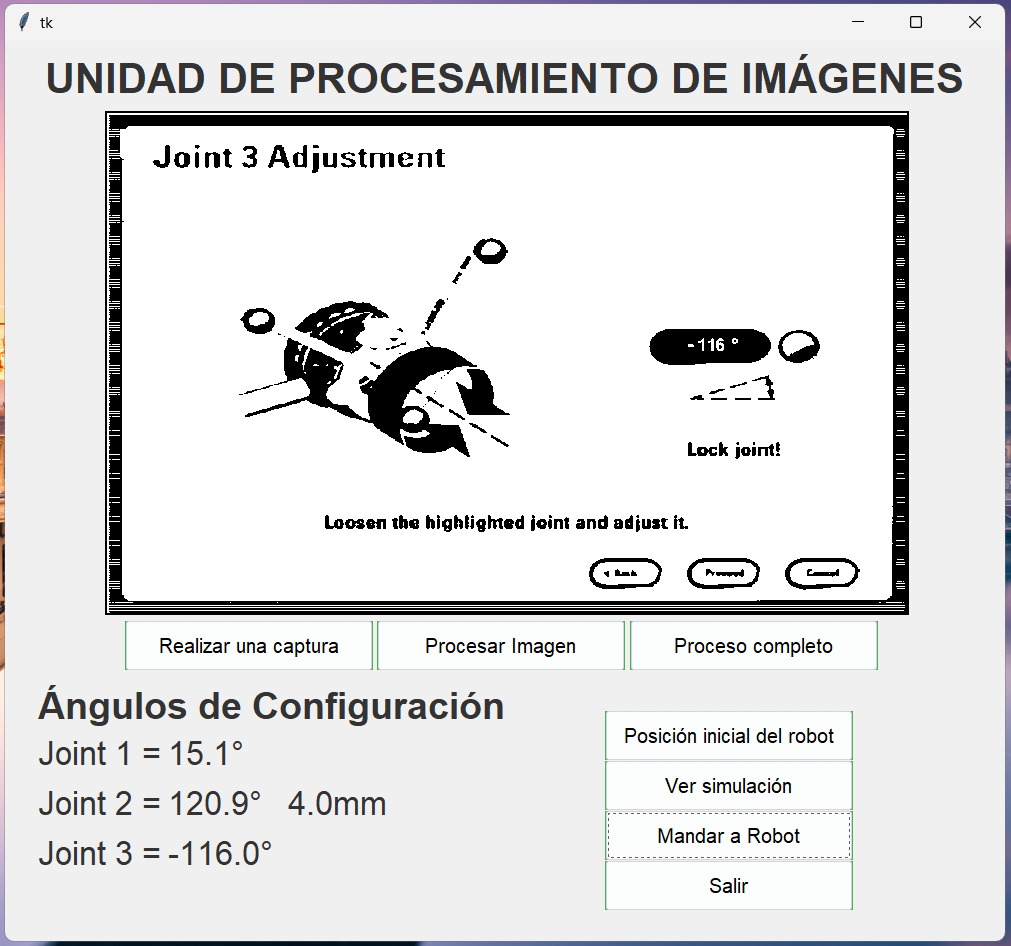 tk
UNIDAD DE PROCESAMIENTO DE IMÁGENES
Joint 3 Adjustment
-116 °
Lock joint!
Loosen the highlighted joint and adjust it.
Back Proceed Cancel
Realizar una captura Procesar Imagen Proceso completo
Ángulos de Configuración
Joint 1 = 15.1°
Joint 2 = 120.9° 4.0mm
Joint 3 = -116.0°
Posición inicial del robot
Ver simulación
Mandar a Robot
Salir